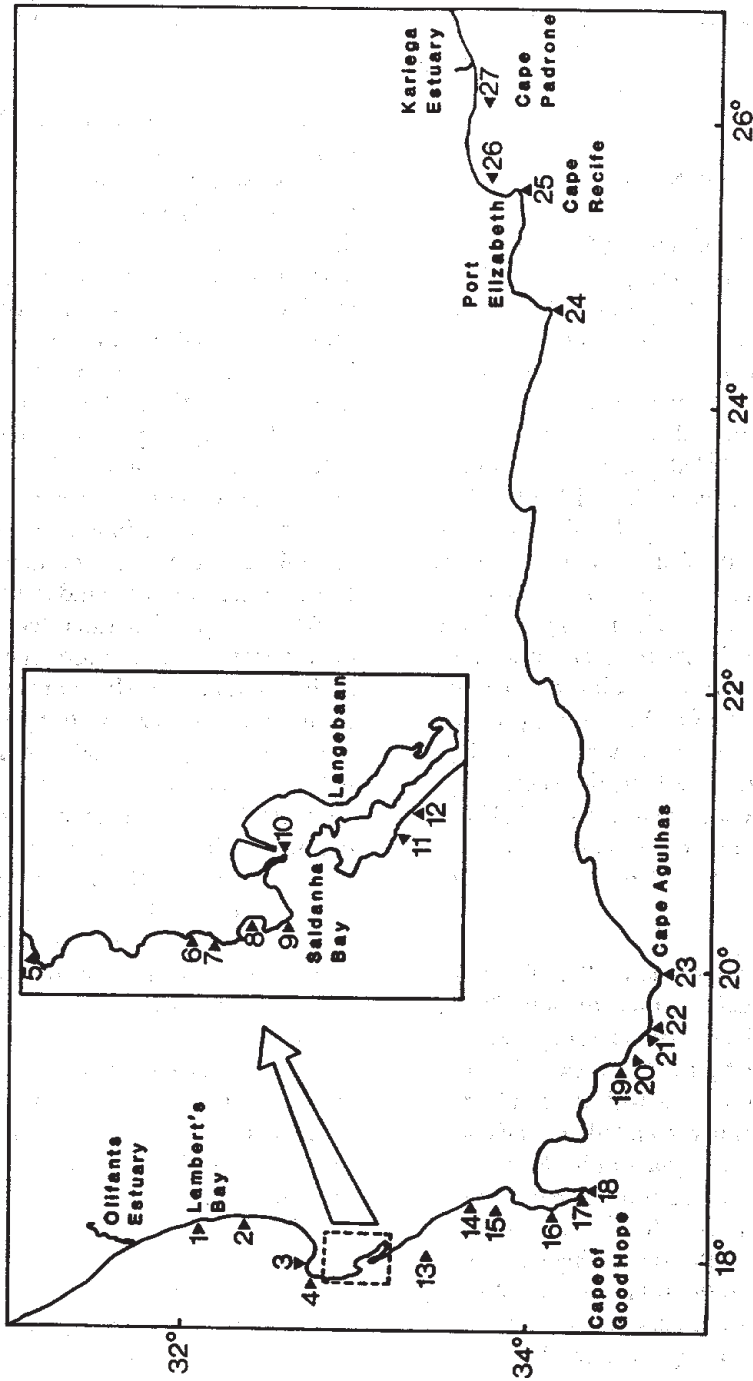 Olifants
Estuary
1
Lambert's
Bay
2
3
4
13
14
15
16
17
18
Cape of
Good Hope
19
20
21
22
23
Cape Agulhas
5
6
7
8
9
Saldanha
Bay
10
Langebaan
11
12
24
Port
Elizabeth
25
Cape
Recife
26
Kariega
Estuary
27
Cape
Padrone
32°
34°
18°
20°
22°
24°
26°